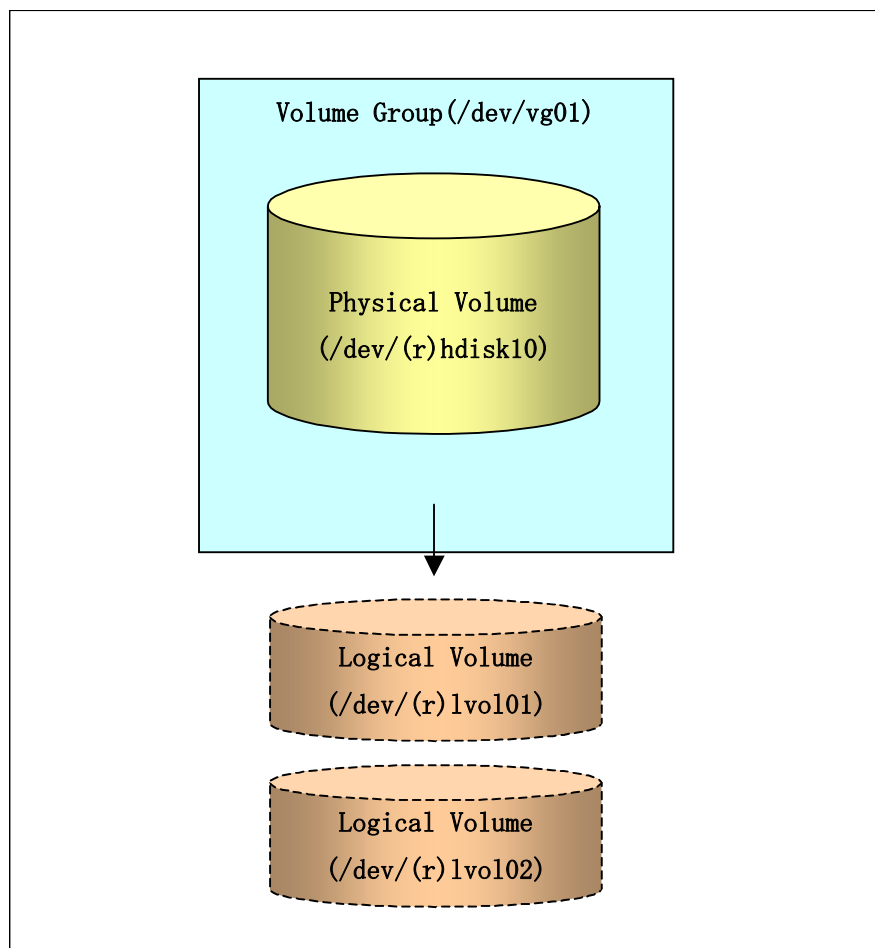 Volume Group(/dev/vg01)
Physical Volume
(/dev/(r)hdisk10)
Logical Volume
(/dev/(r)lvol01)
Logical Volume
(/dev/(r)lvol02)